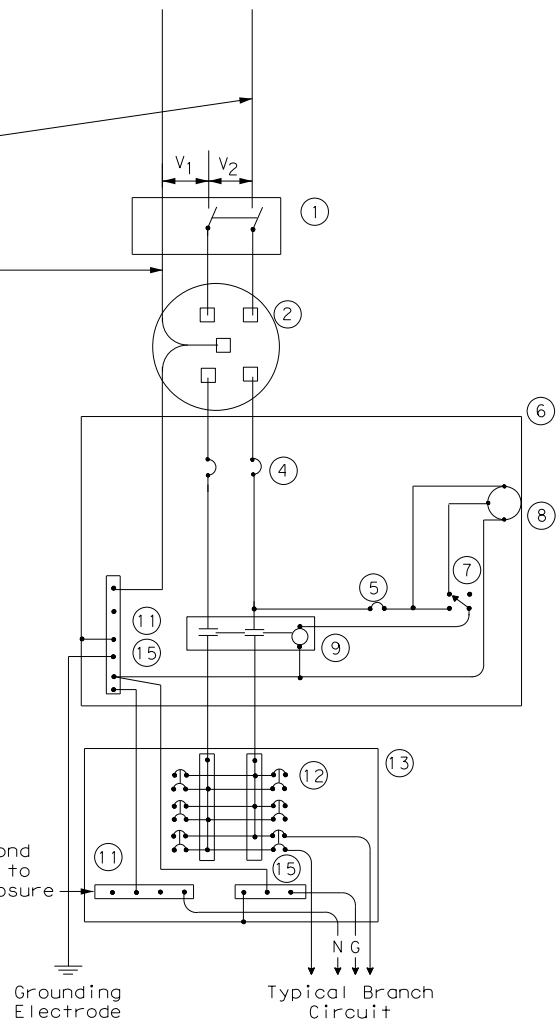 V1 V2
1
2
6
4
8
7
5
11
9
15
13
12
ond
11
to
15
osure
N G
Grounding
Electrode
Typical Branch
Circuit